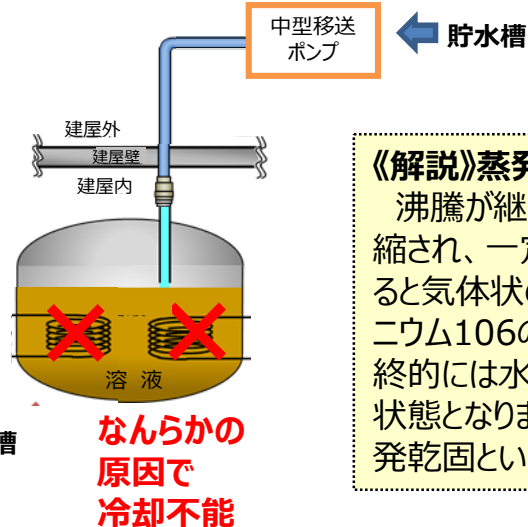 中型移送
ポンプ
貯水槽
建屋外
建屋壁
建屋内
溶 液
槽
なんらかの
原因で
冷却不能
《解説》蒸発
沸騰が継
縮され、一定
ると気体状の
ニウム106の
終的には水
状態となりま
発乾固とい